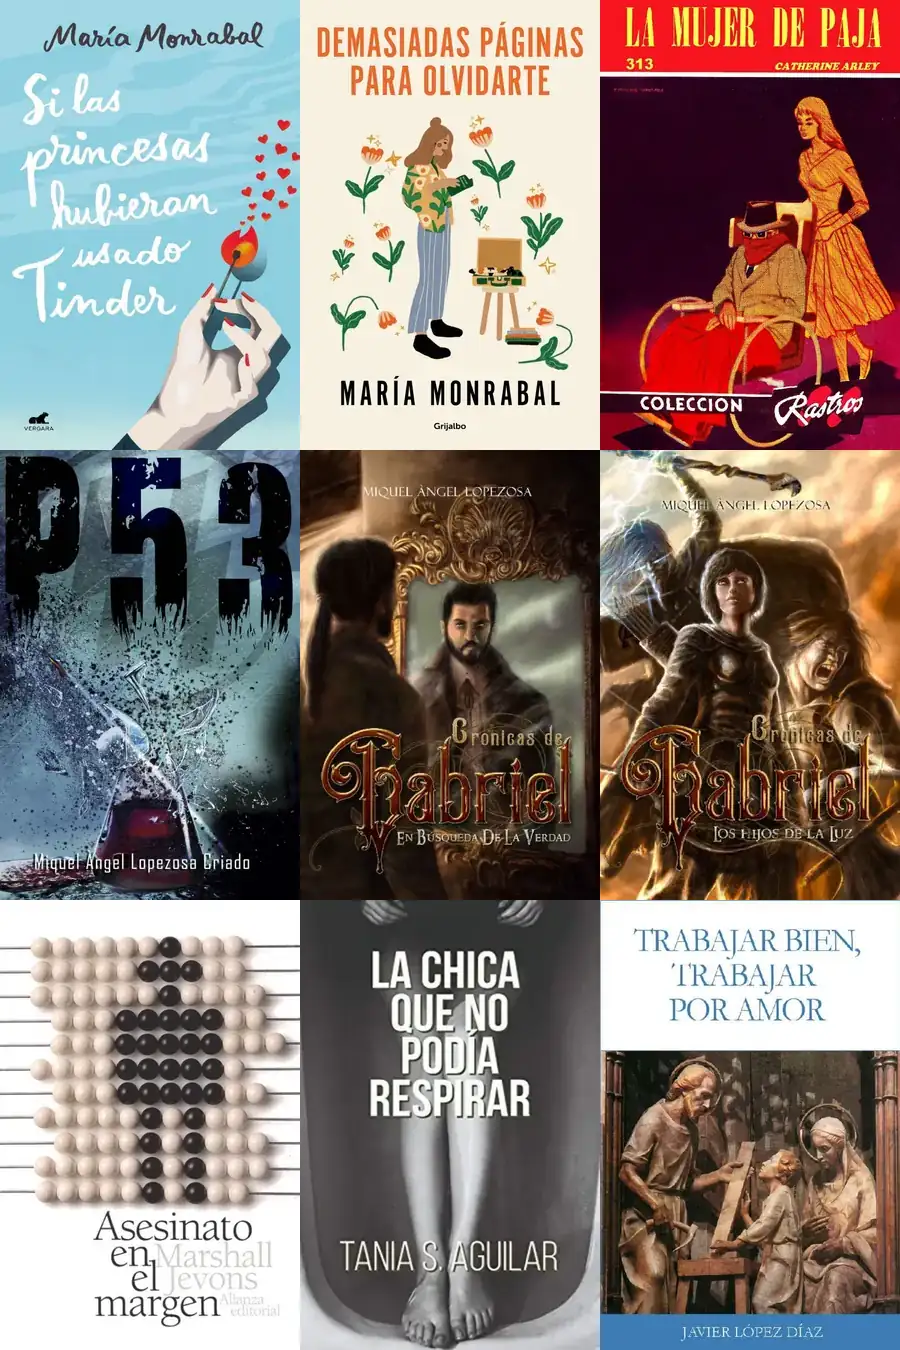 María Monrabal
Si las
princesas
hubieran
usado
Tinder
VERGARA
DEMASIADAS PÁGINAS
PARA OLVIDARTE
MARÍA MONRABAL
Grijalbo
LA MUJER DE PAJA
313
CATHERINE ARLEY
COLECCION Rastros
P53
Miquel Àngel Lopezosa Criado
MIQUEL ÀNGEL LOPEZOSA
Crónicas de
Gabriel
EN BÚSQUEDA DE LA VERDAD
MIQUEL ÀNGEL LOPEZOSA
Crónicas de
Gabriel
LOS HIJOS DE LA LUZ
Asesinato
en Marshall
el Jevons
margen Alianza
editorial
LA CHICA
QUE NO
PODÍA
RESPIRAR
TANIA S. AGUILAR
TRABAJAR BIEN,
TRABAJAR
POR AMOR
JAVIER LÓPEZ DÍAZ